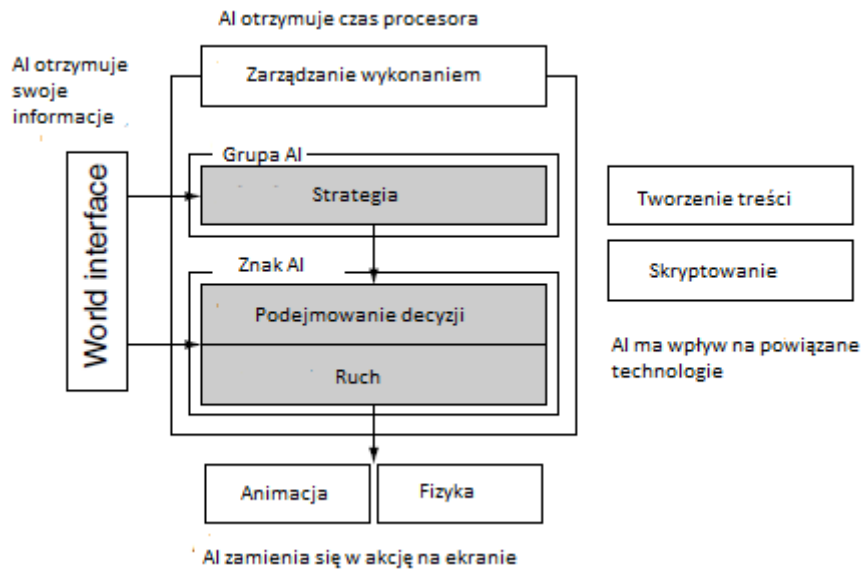 AI otrzymuje czas procesora
Zarządzanie wykonaniem
AI otrzymuje
swoje
informacje
World interface
Grupa AI
Strategia
Znak AI
Podejmowanie decyzji
Ruch
Tworzenie treści
Skryptowanie
AI ma wpływ na powiązane
technologie
Animacja
Fizyka
AI zamienia się w akcję na ekranie